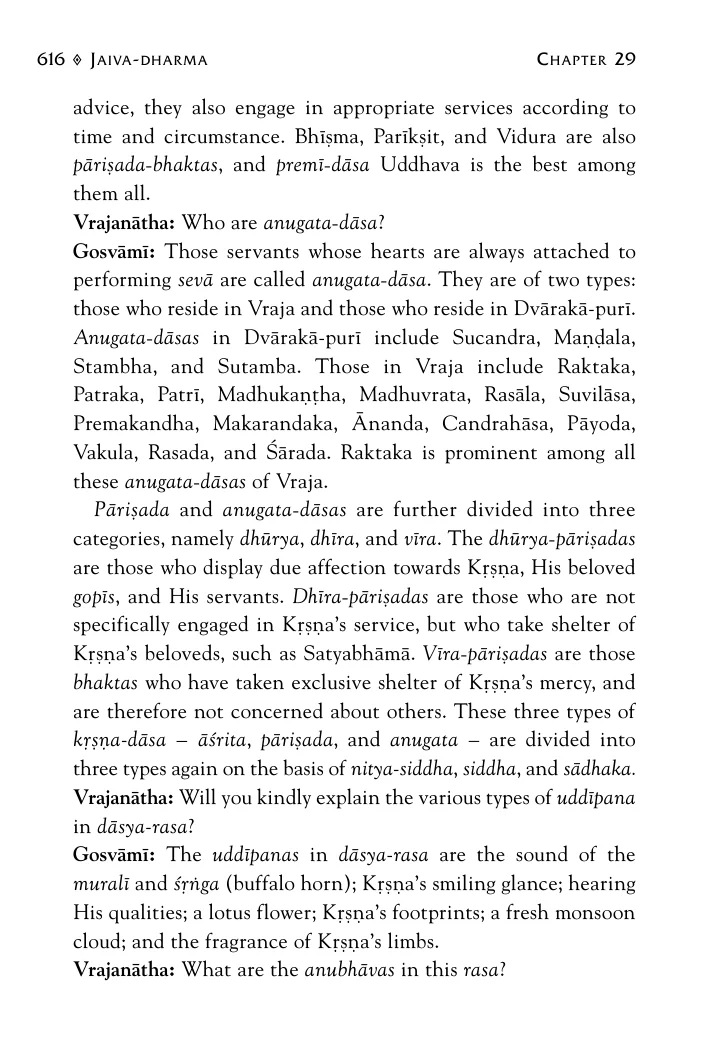 616 ◊ Jaiva-dharma Chapter 29
advice, they also engage in appropriate services according to
time and circumstance. Bhīṣma, Parīkṣit, and Vidura are also
pāriṣada-bhaktas, and premī-dāsa Uddhava is the best among
them all.
Vrajanātha: Who are anugata-dāsa?
Gosvāmī: Those servants whose hearts are always attached to
performing sevā are called anugata-dāsa. They are of two types:
those who reside in Vraja and those who reside in Dvārakā-purī.
Anugata-dāsas in Dvārakā-purī include Sucandra, Maṇḍala,
Stambha, and Sutamba. Those in Vraja include Raktaka,
Patraka, Patrī, Madhukaṇṭha, Madhuvrata, Rasāla, Suvilāsa,
Premakandha, Makarandaka, Ānanda, Candrahāsa, Pāyoda,
Vakula, Rasada, and Śārada. Raktaka is prominent among all
these anugata-dāsas of Vraja.
Pāriṣada and anugata-dāsas are further divided into three
categories, namely dhūrya, dhīra, and vīra. The dhūrya-pāriṣadas
are those who display due affection towards Kṛṣṇa, His beloved
gopīs, and His servants. Dhīra-pāriṣadas are those who are not
specifically engaged in Kṛṣṇa's service, but who take shelter of
Kṛṣṇa's beloveds, such as Satyabhāmā. Vīra-pāriṣadas are those
bhaktas who have taken exclusive shelter of Kṛṣṇa's mercy, and
are therefore not concerned about others. These three types of
kṛṣṇa-dāsa – āśrita, pāriṣada, and anugata – are divided into
three types again on the basis of nitya-siddha, siddha, and sādhaka.
Vrajanātha: Will you kindly explain the various types of uddīpana
in dāsya-rasa?
Gosvāmī: The uddīpanas in dāsya-rasa are the sound of the
muralī and śṛṅga (buffalo horn); Kṛṣṇa's smiling glance; hearing
His qualities; a lotus flower; Kṛṣṇa's footprints; a fresh monsoon
cloud; and the fragrance of Kṛṣṇa's limbs.
Vrajanātha: What are the anubhāvas in this rasa?